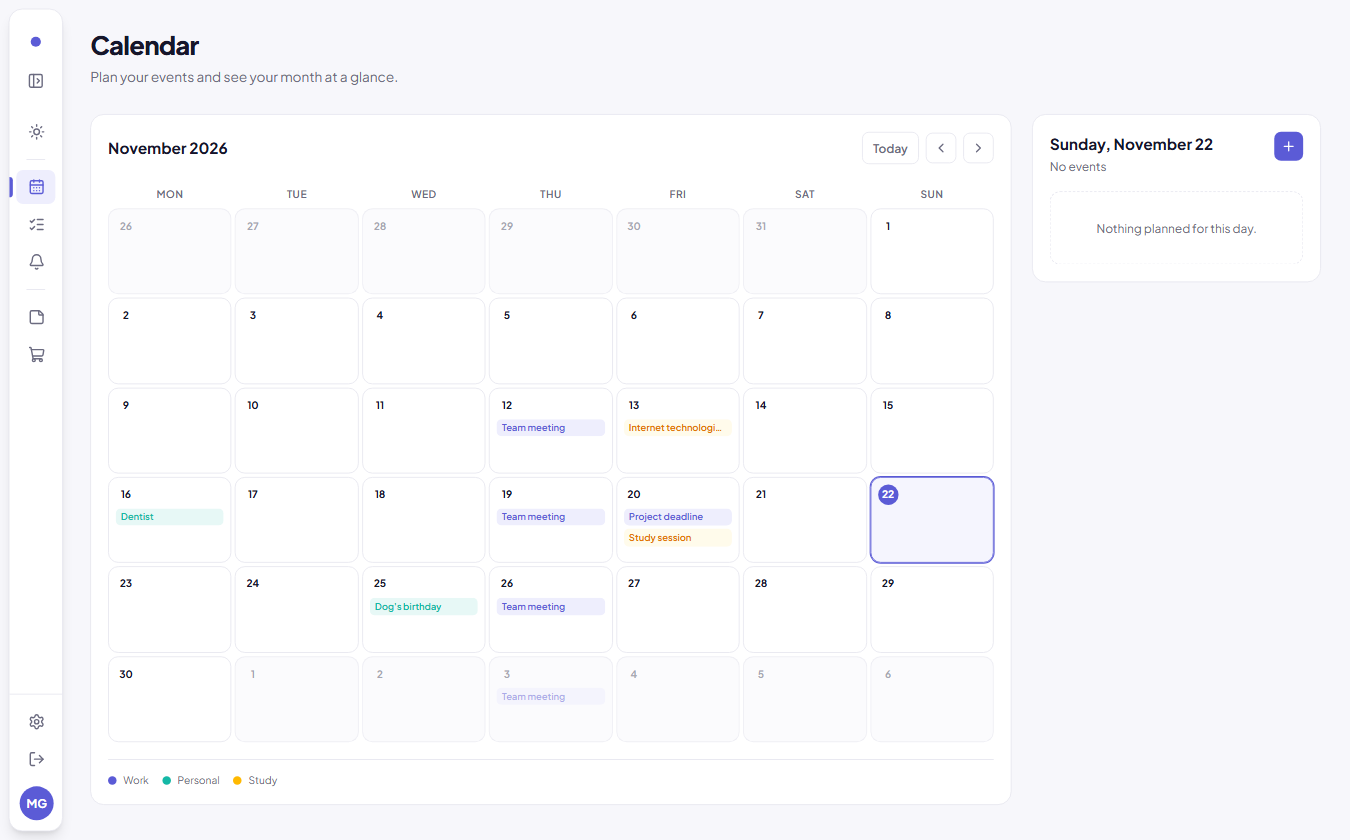 Calendar
Plan your events and see your month at a glance.
November 2026
Today
MON TUE WED THU FRI SAT SUN
26 27 28 29 30 31 1
2 3 4 5 6 7 8
9 10 11 12 13 14 15
Team meeting Internet technologi...
16 17 18 19 20 21 22
Dentist Team meeting Project deadline
Study session
23 24 25 26 27 28 29
Dog's birthday Team meeting
30 1 2 3 4 5 6
Team meeting
Work Personal Study
Sunday, November 22
No events
Nothing planned for this day.
MG